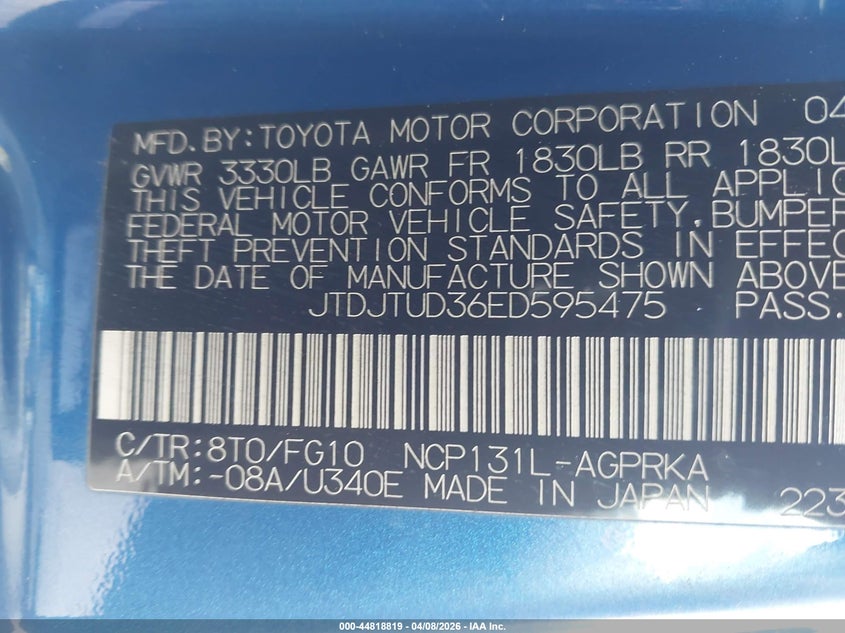 MFD.BY:TOYOTA MOTOR CORPORATION 04
GVWR 3330LB GAWR FR 1830LB RR 1830L
THIS VEHICLE CONFORMS TO ALL APPLIC
FEDERAL MOTOR VEHICLE SAFETY,BUMPER
THEFT PREVENTION STANDARDS IN EFFEC
THE DATE OF MANUFACTURE SHOWN ABOVE
JTDJTUD36ED595475 PASS.
C/TR:8T0/FG10 NCP131L-AGPRKA
A/TM:-08A/U340E MADE IN JAPAN 223
000-44818819 - 04/08/2026 - IAA Inc.